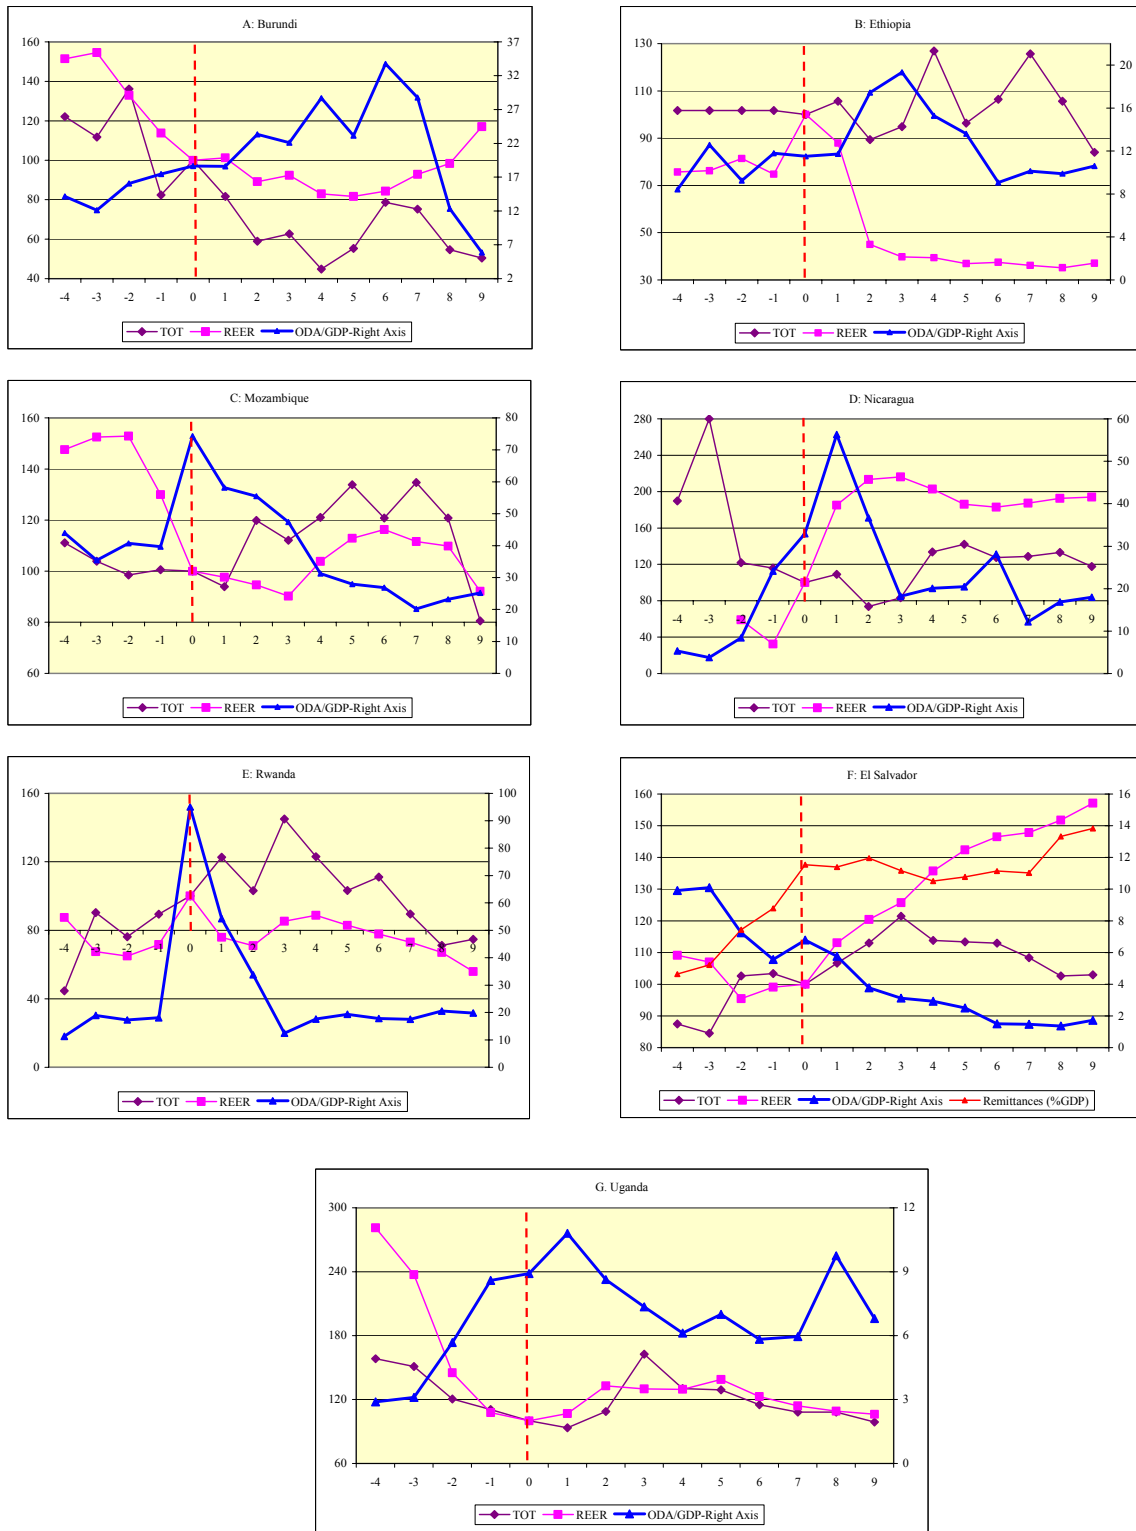 A: Burundi
160 37
140 32
120 27
100 22
80 17
60 12
40 7
2
-4 -3 -2 -1 0 1 2 3 4 5 6 7 8 9
TOT REER ODA/GDP-Right Axis
B: Ethiopia
130 20
110 16
90 12
70 8
50 4
30 0
-4 -3 -2 -1 0 1 2 3 4 5 6 7 8 9
TOT REER ODA/GDP-Right Axis
C: Mozambique
160 80
140 70
120 60
100 50
80 40
60 30
20
10
0
-4 -3 -2 -1 0 1 2 3 4 5 6 7 8 9
TOT REER ODA/GDP-Right Axis
D: Nicaragua
280 60
240 50
200 40
160 30
120 20
80 10
40 0
0
-4 -3 -2 -1 0 1 2 3 4 5 6 7 8 9
TOT REER ODA/GDP-Right Axis
E: Rwanda
160 100
120 90
80 80
40 70
0 60
50
40
30
20
10
0
-4 -3 -2 -1 0 1 2 3 4 5 6 7 8 9
TOT REER ODA/GDP-Right Axis
F: El Salvador
160 16
150 14
140 12
130 10
120 8
110 6
100 4
90 2
80 0
-4 -3 -2 -1 0 1 2 3 4 5 6 7 8 9
TOT REER ODA/GDP-Right Axis Remittances (%GDP)
G. Uganda
300 12
240 9
180 6
120 3
60 0
-4 -3 -2 -1 0 1 2 3 4 5 6 7 8 9
TOT REER ODA/GDP-Right Axis